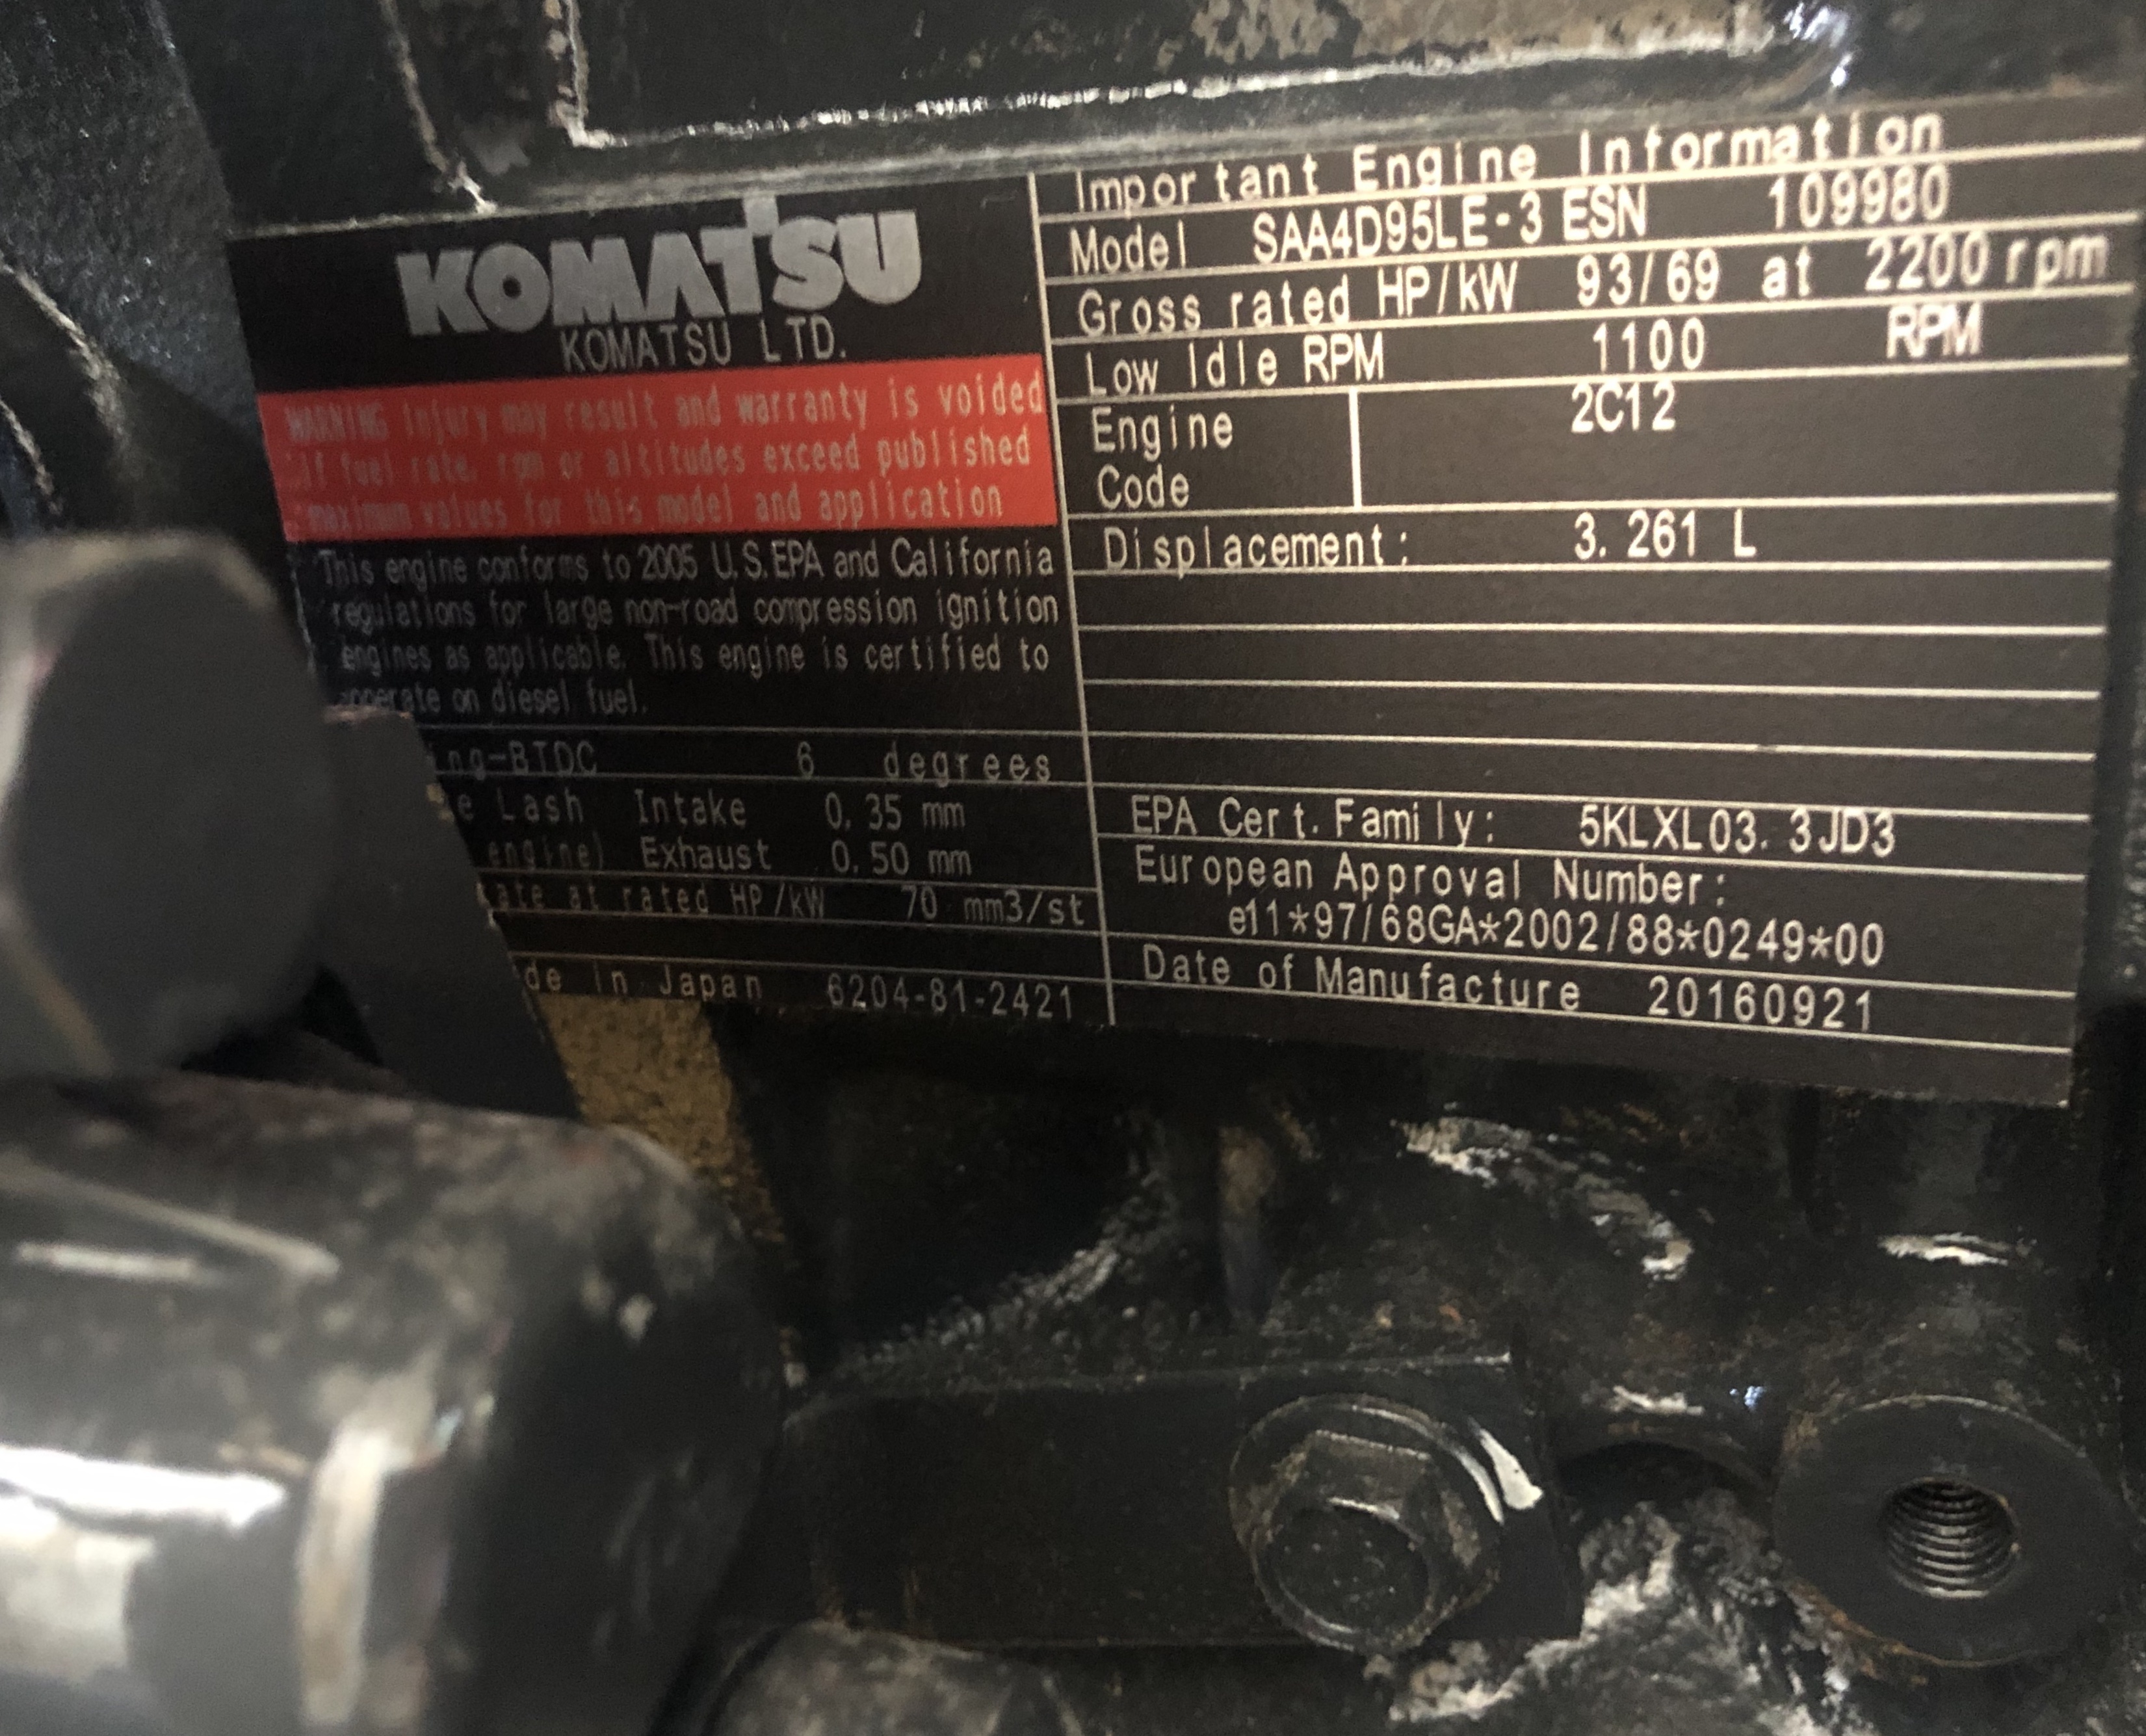 KOMATSU
KOMATSU LTD.
WARNING Injury may result and warranty is voided
if fuel rate, rpm or altitudes exceed published
maximum values for this model and application
This engine conforms to 2005 U.S.EPA and California
regulations for large non-road compression ignition
engines as applicable. This engine is certified to
operate on diesel fuel.
ng-BTDC 6 degrees
e Lash Intake 0.35 mm
engine) Exhaust 0.50 mm
ate at rated HP/kW 70 mm3/st
de in Japan 6204-81-2421
Important Engine Information
Model SAA4D95LE-3 ESN 109980
Gross rated HP/kW 93/69 at 2200 rpm
Low Idle RPM 1100 RPM
Engine 2C12
Code
Displacement: 3.261 L
EPA Cert. Family: 5KLXL03.3JD3
European Approval Number:
e11*97/68GA*2002/88*0249*00
Date of Manufacture 20160921